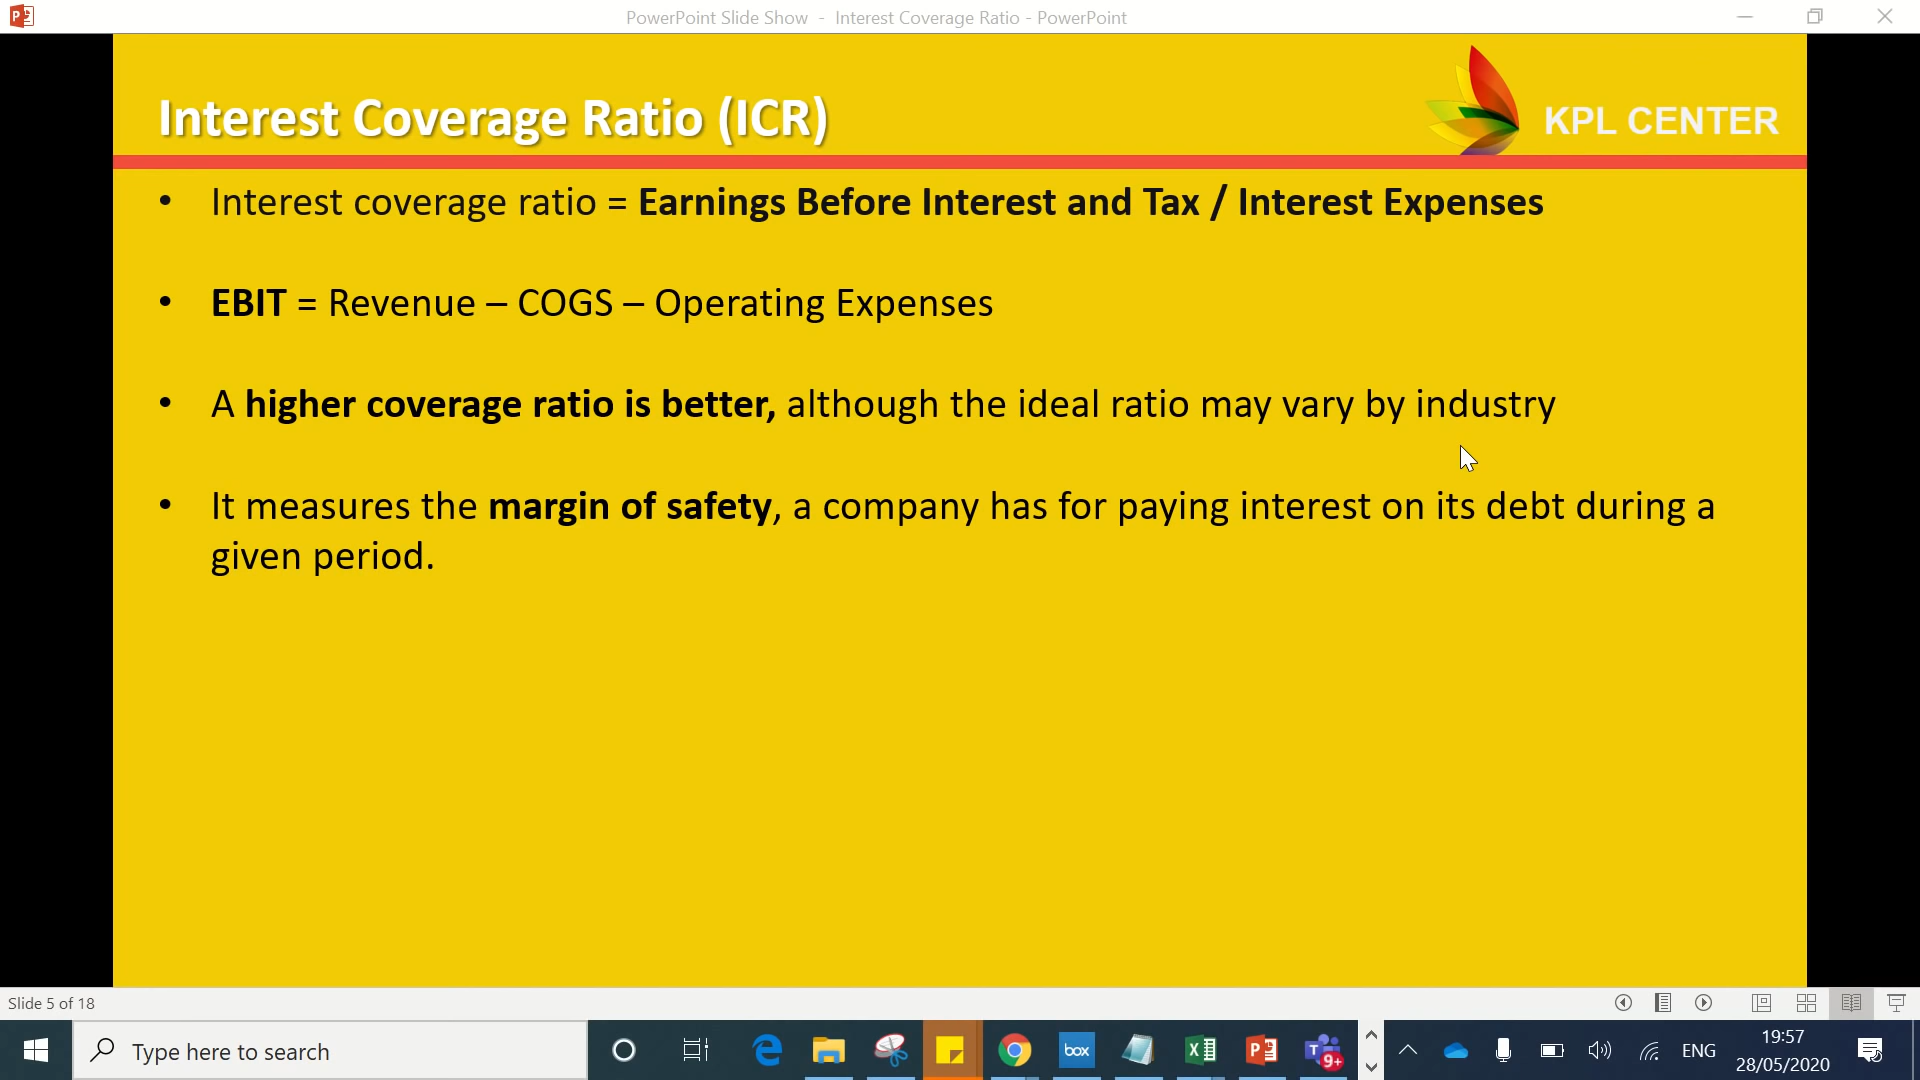 PowerPoint Slide Show - Interest Coverage Ratio - PowerPoint
Interest Coverage Ratio (ICR)
KPL CENTER
• Interest coverage ratio = Earnings Before Interest and Tax / Interest Expenses
• EBIT = Revenue – COGS – Operating Expenses
• A higher coverage ratio is better, although the ideal ratio may vary by industry
• It measures the margin of safety, a company has for paying interest on its debt during a
given period.
Slide 5 of 18
Type here to search
box
9+
ENG
19:57
28/05/2020